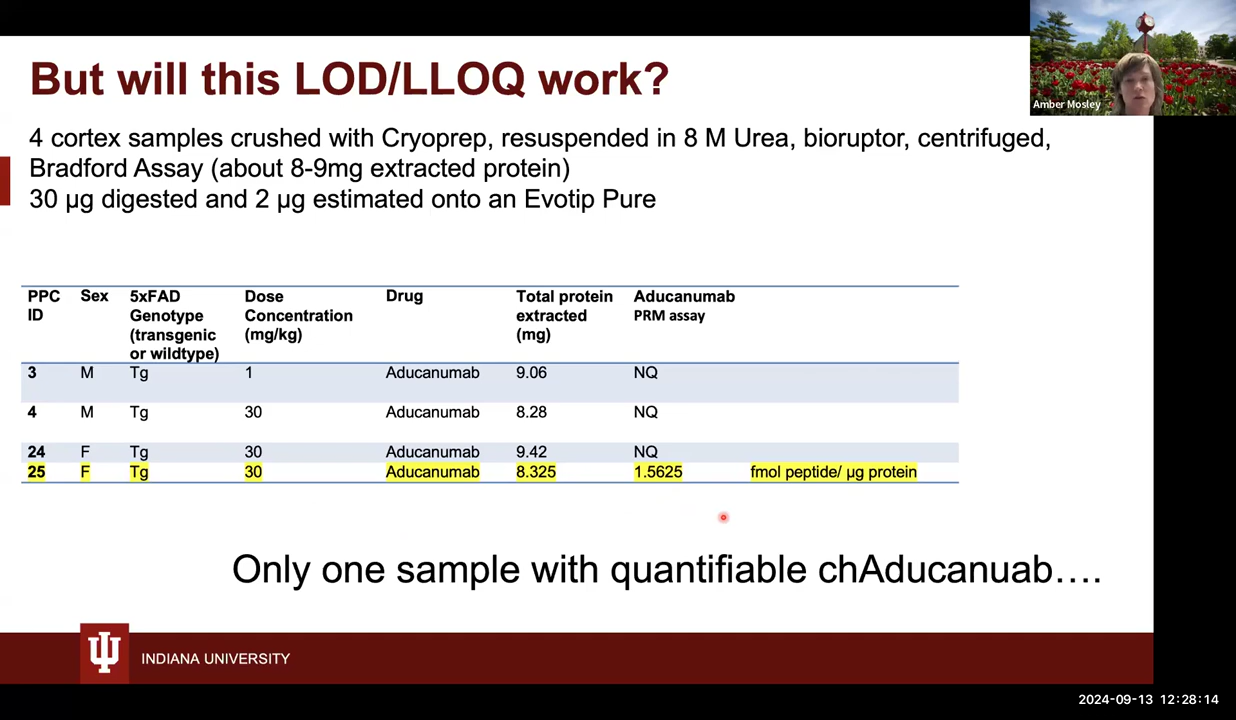 But will this LOD/LLOQ work?
Amber Mosley
4 cortex samples crushed with Cryoprep, resuspended in 8 M Urea, bioruptor, centrifuged,
Bradford Assay (about 8-9mg extracted protein)
30 µg digested and 2 µg estimated onto an Evotip Pure
PPC ID Sex 5xFAD Genotype (transgenic or wildtype) Dose Concentration (mg/kg) Drug Total protein extracted (mg) Aducanumab PRM assay
3 M Tg 1 Aducanumab 9.06 NQ
4 M Tg 30 Aducanumab 8.28 NQ
24 F Tg 30 Aducanumab 9.42 NQ
25 F Tg 30 Aducanumab 8.325 1.5625 fmol peptide/ µg protein
Only one sample with quantifiable chAducanuab….
INDIANA UNIVERSITY
2024-09-13 12:28:14